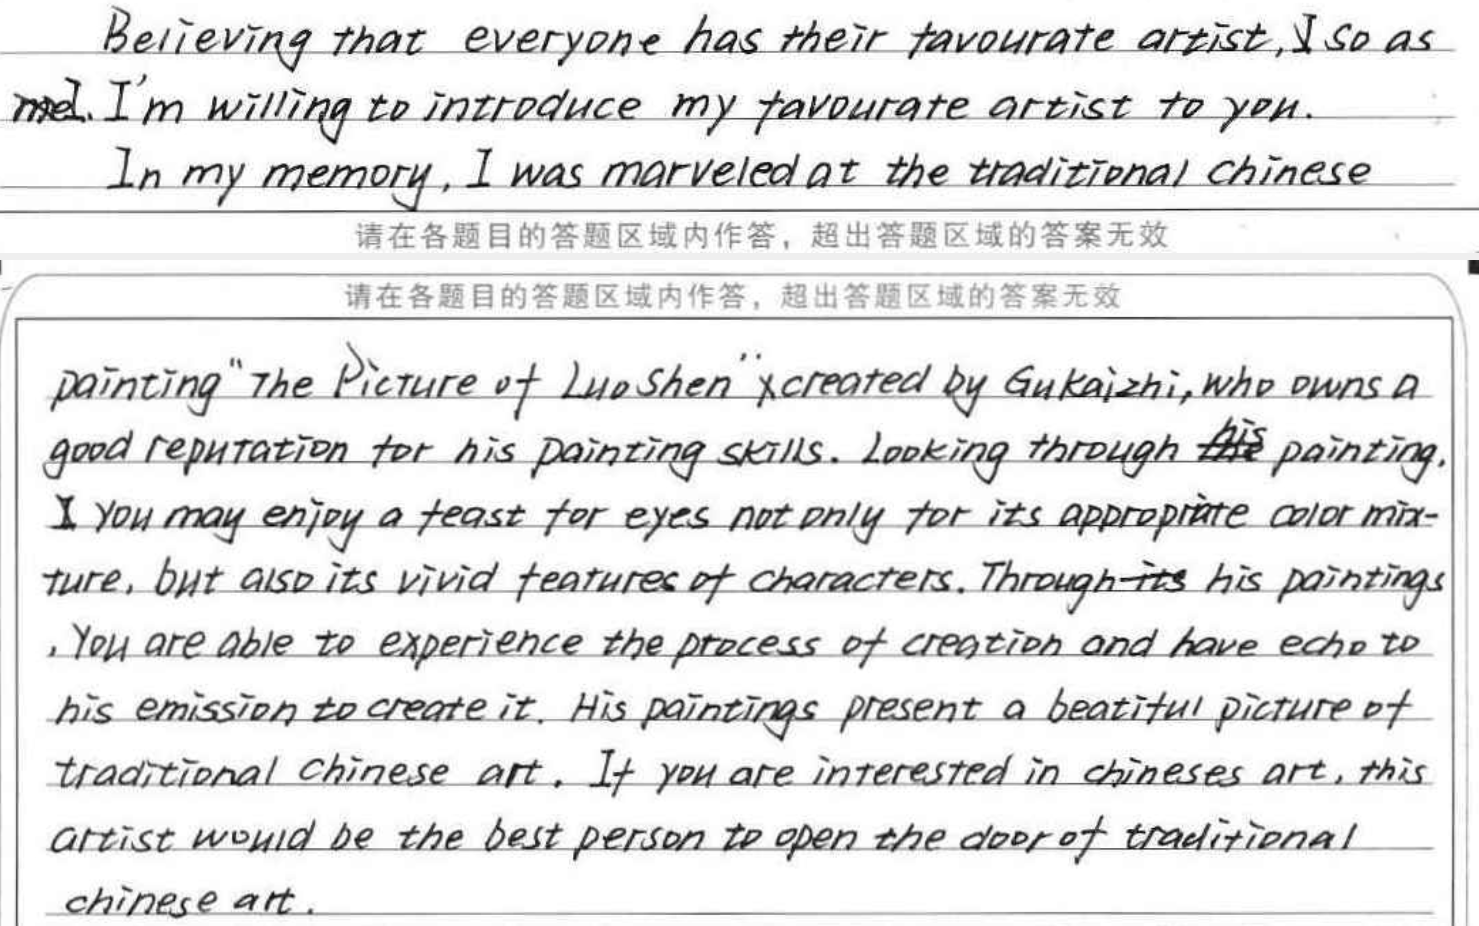 Believing that everyone has their favourate artist, I so as
me. I'm willing to introduce my favourate artist to you.
In my memory, I was marveled at the traditional chinese
请在各题目的答题区域内作答，超出答题区域的答案无效
请在各题目的答题区域内作答，超出答题区域的答案无效
painting "The Picture of Luo Shen" created by Gu Kaizhi, who owns a
good reputation for his painting skills. Looking through his painting,
You may enjoy a feast for eyes not only for its appropriate color mix-
ture, but also its vivid features of characters. Through its his paintings
, You are able to experience the process of creation and have echo to
his emission to create it. His paintings present a beatiful picture of
traditional chinese art. If you are interested in chineses art, this
artist would be the best person to open the door of traditional
chinese art.